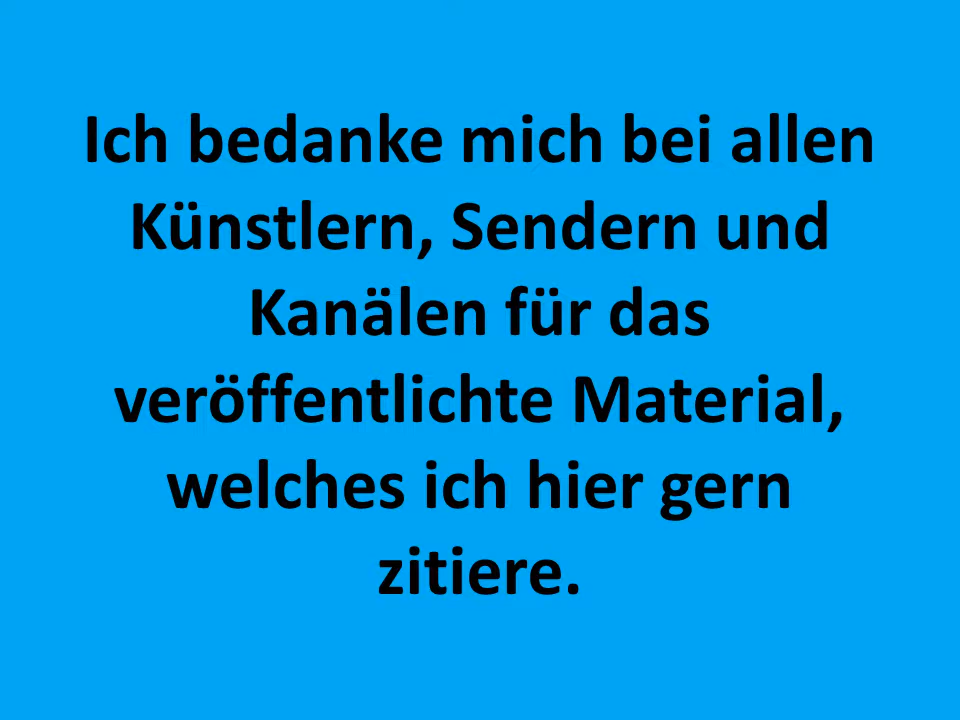 Ich bedanke mich bei allen
Künstlern, Sendern und
Kanälen für das
veröffentlichte Material,
welches ich hier gern
zitiere.